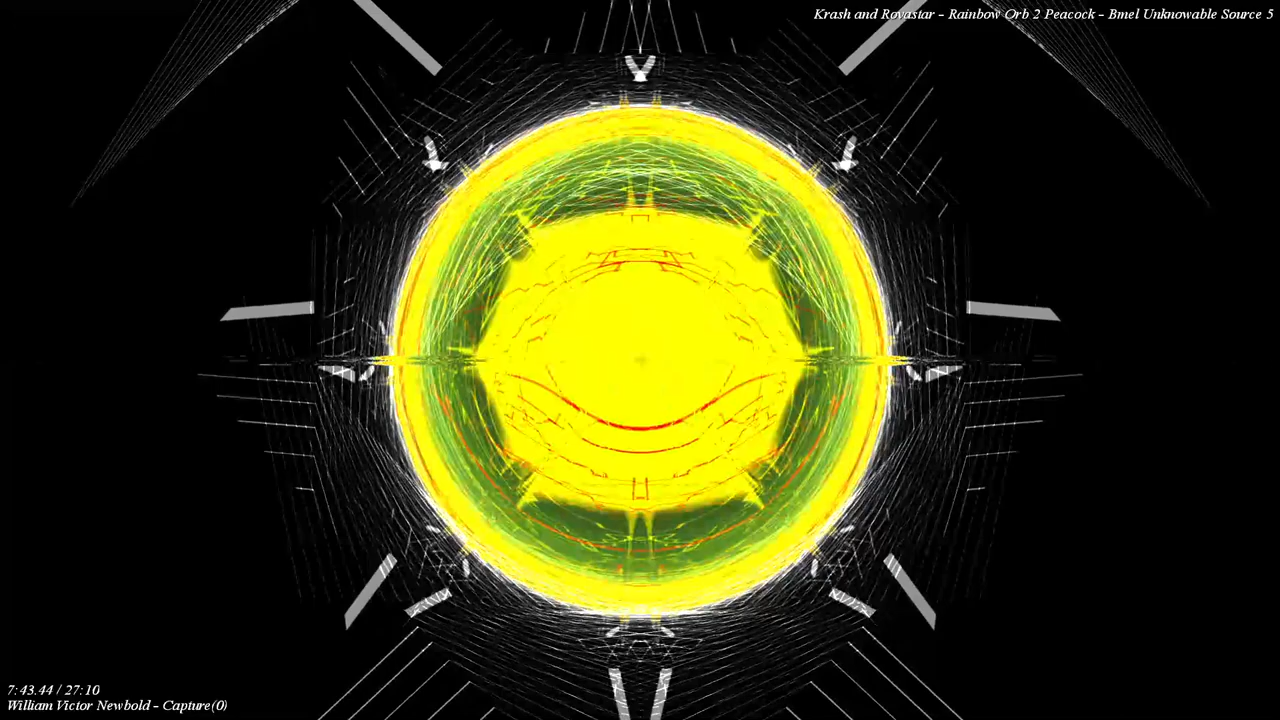 Krash and Rovastar - Rainbow Orb 2 Peacock - Bmel Unknowable Source 5
7:43.44 / 27:10
William Victor Newbold - Capture(0)